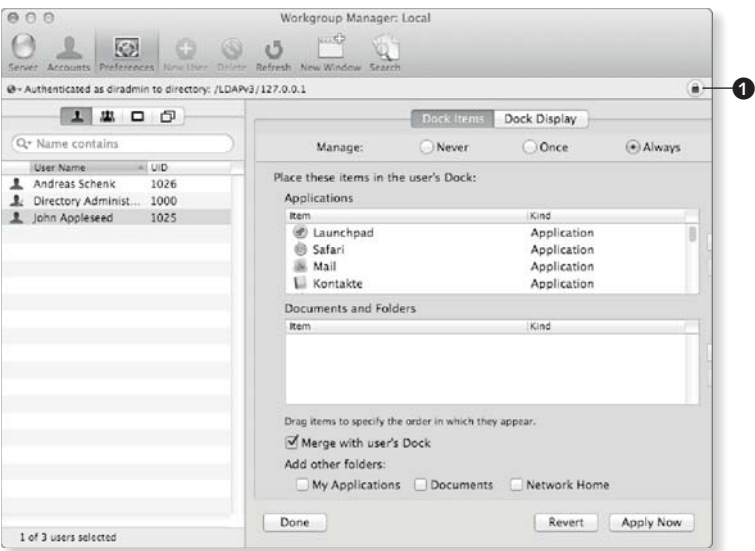 Workgroup Manager: Local
Server Accounts Preferences New User Delete Refresh New Window Search
Authenticated as diradmin to directory: /LDAPv3/127.0.0.1
1
Dock Items Dock Display
Name contains
Manage: Never Once Always
User Name UID
Andreas Schenk 1026
Directory Administ... 1000
John Appleseed 1025
Place these items in the user's Dock:
Applications
Item Kind
Launchpad Application
Safari Application
Mail Application
Kontakte Application
Documents and Folders
Item Kind
Drag items to specify the order in which they appear.
Merge with user's Dock
Add other folders:
My Applications Documents Network Home
Done Revert Apply Now
1 of 3 users selected